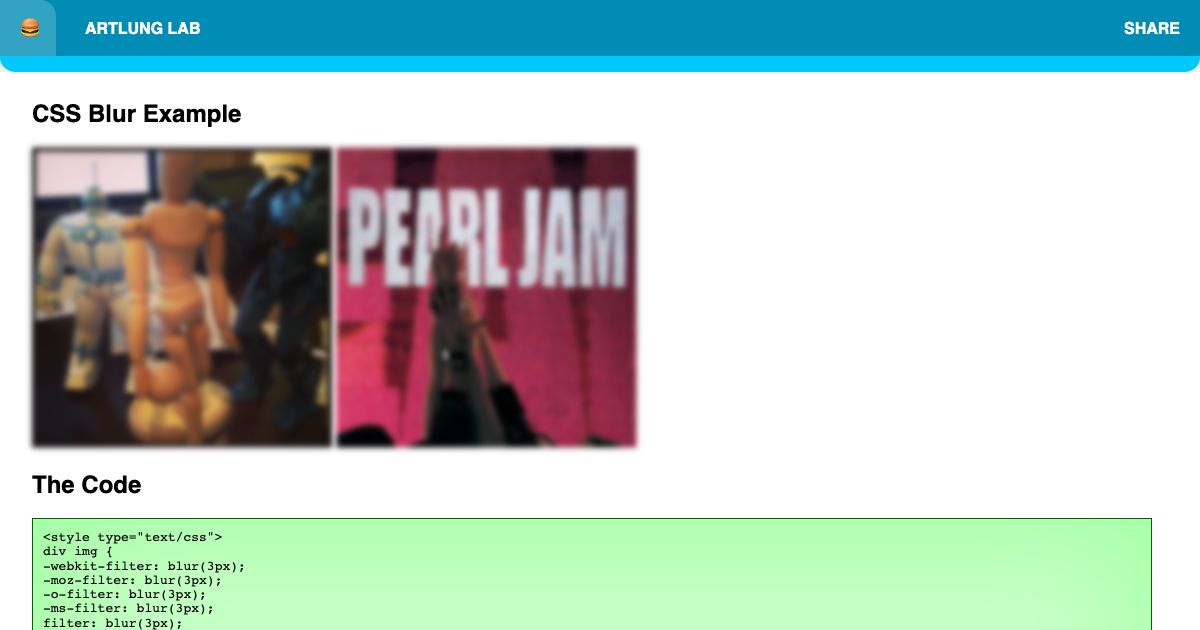 ARTLUNG LAB
SHARE
CSS Blur Example
PEARL JAM
The Code
<style type="text/css">
div img {
-webkit-filter: blur(3px);
-moz-filter: blur(3px);
-o-filter: blur(3px);
-ms-filter: blur(3px);
filter: blur(3px);